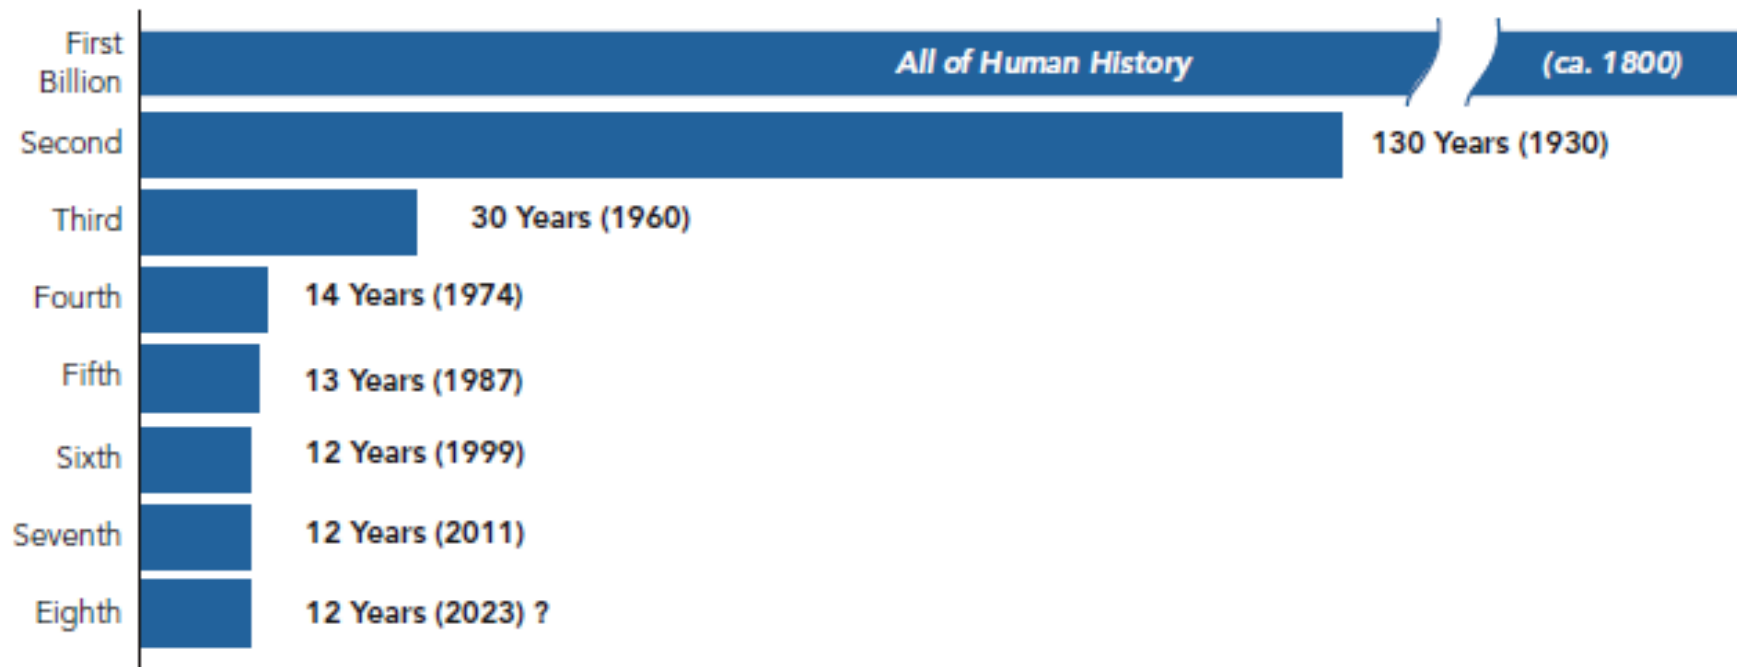 First
Billion
All of Human History
(ca. 1800)
Second
130 Years (1930)
Third
30 Years (1960)
Fourth
14 Years (1974)
Fifth
13 Years (1987)
Sixth
12 Years (1999)
Seventh
12 Years (2011)
Eighth
12 Years (2023) ?